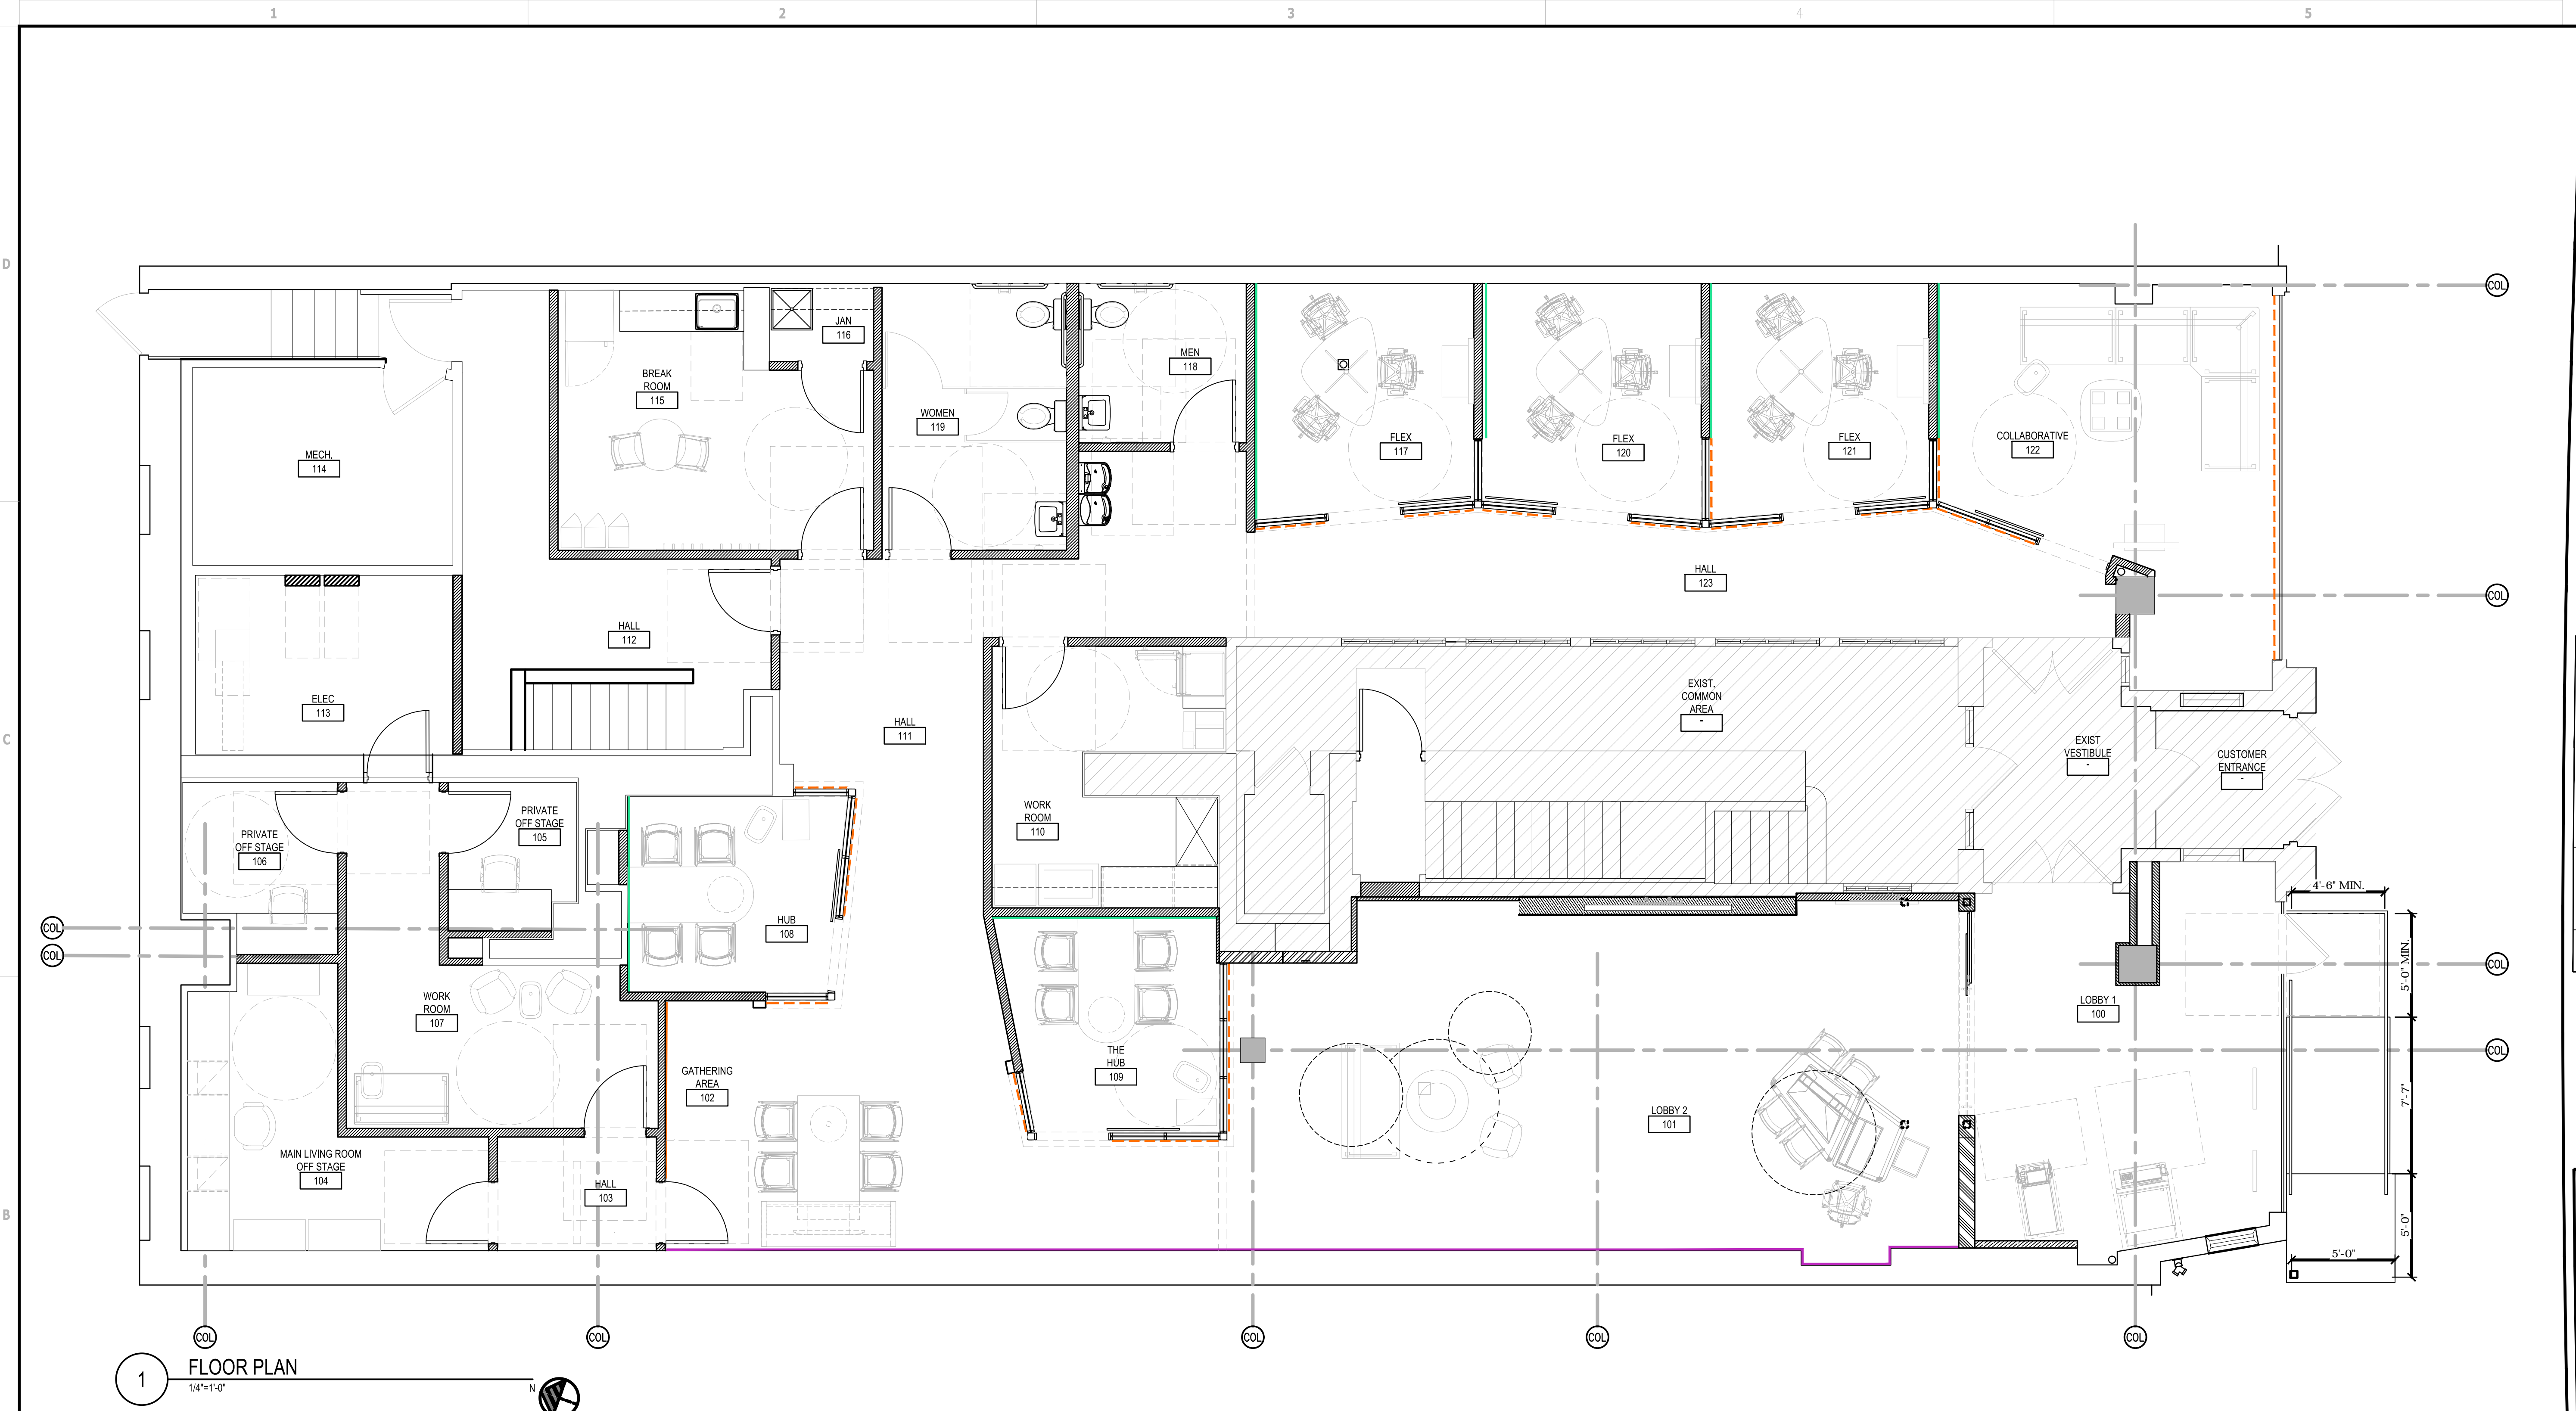 1
2
3
4
5
D
C
B
COL
JAN
116
BREAK
ROOM
115
WOMEN
119
MEN
118
FLEX
117
FLEX
120
FLEX
121
COLLABORATIVE
122
MECH.
114
HALL
123
COL
HALL
112
ELEC
113
HALL
111
EXIST.
COMMON
AREA
-
EXIST
VESTIBULE
-
CUSTOMER
ENTRANCE
-
PRIVATE
OFF STAGE
106
PRIVATE
OFF STAGE
105
WORK
ROOM
110
4'-6" MIN.
HUB
108
COL
COL
5'-0" MIN.
COL
WORK
ROOM
107
LOBBY 1
100
COL
GATHERING
AREA
102
THE
HUB
109
7'-7"
LOBBY 2
101
MAIN LIVING ROOM
OFF STAGE
104
HALL
103
5'-0"
5'-0"
COL
COL
COL
COL
COL
1
FLOOR PLAN
1/4"=1'-0"
N